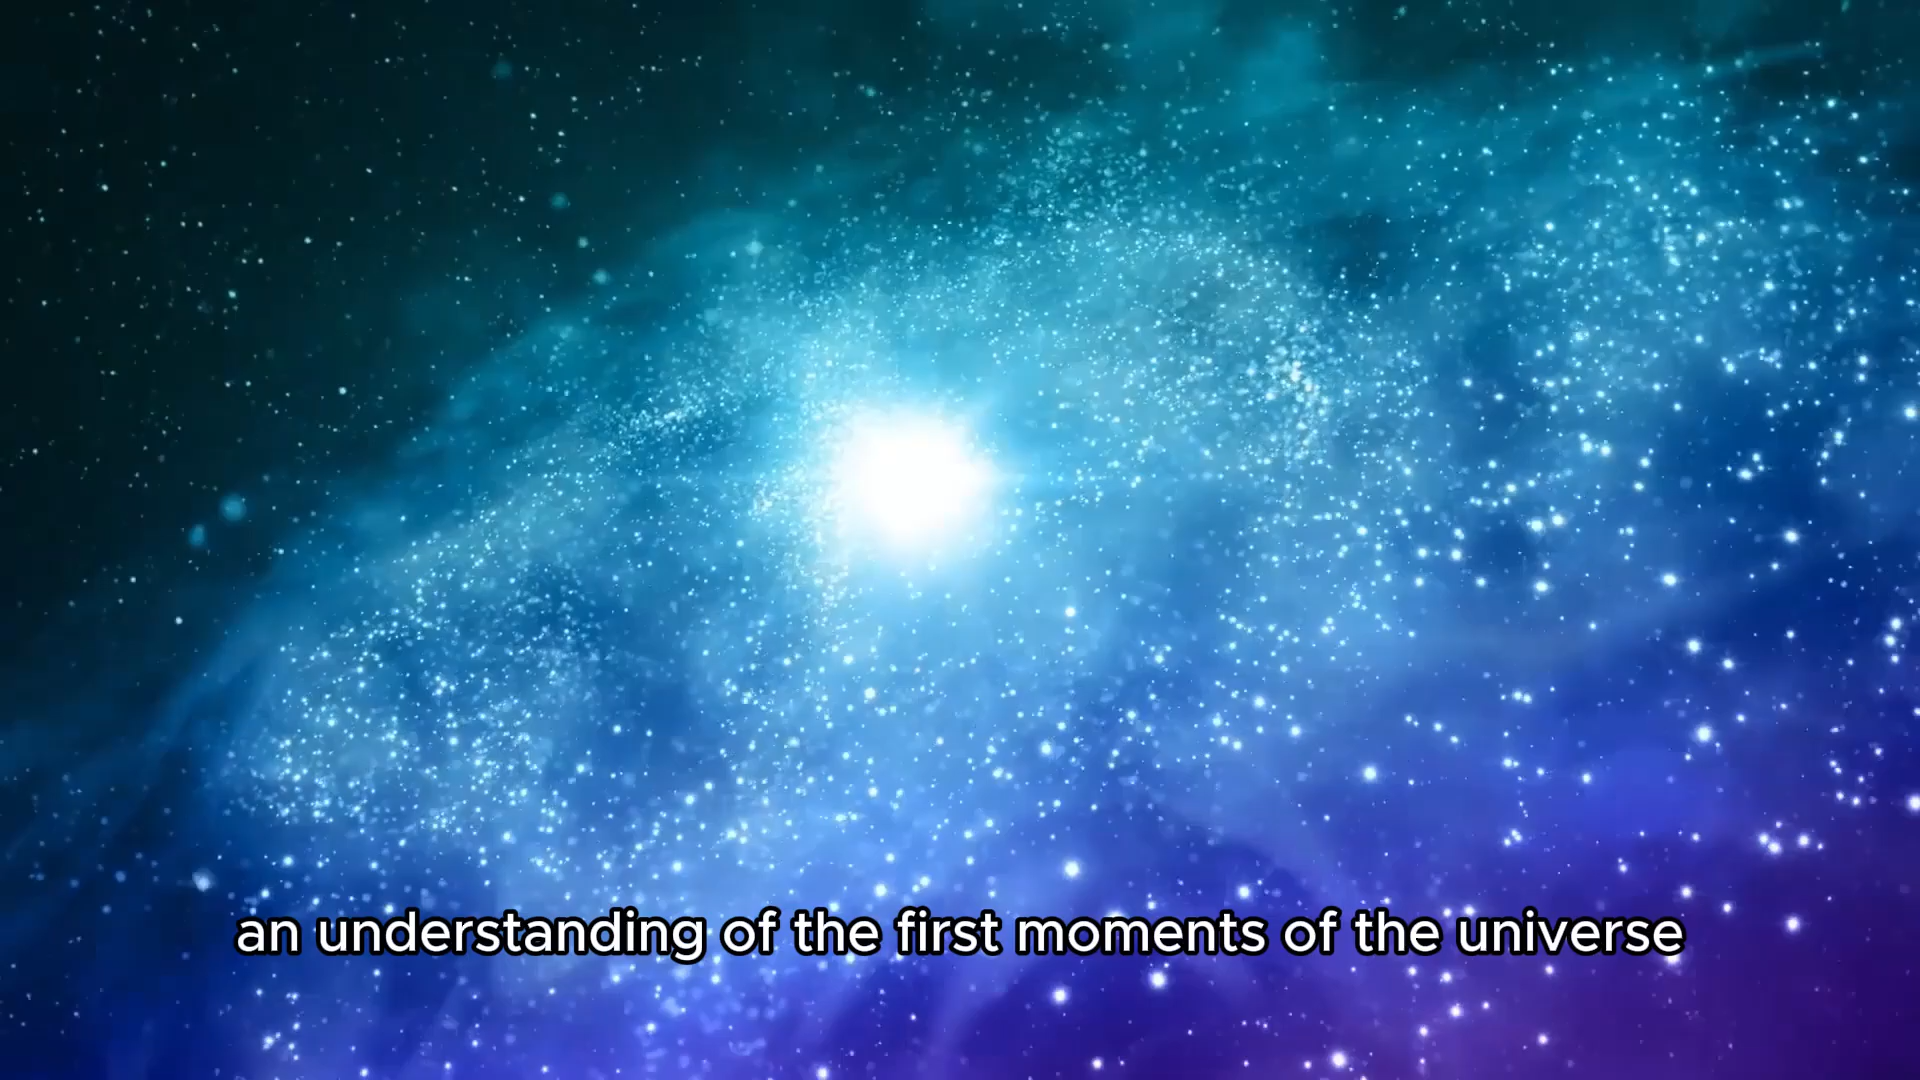 an understanding of the first moments of the universe